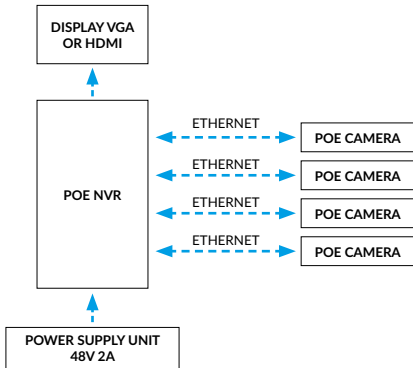 DISPLAY VGA
OR HDMI
POE NVR
ETHERNET
POE CAMERA
ETHERNET
POE CAMERA
ETHERNET
POE CAMERA
ETHERNET
POE CAMERA
POWER SUPPLY UNIT
48V 2A